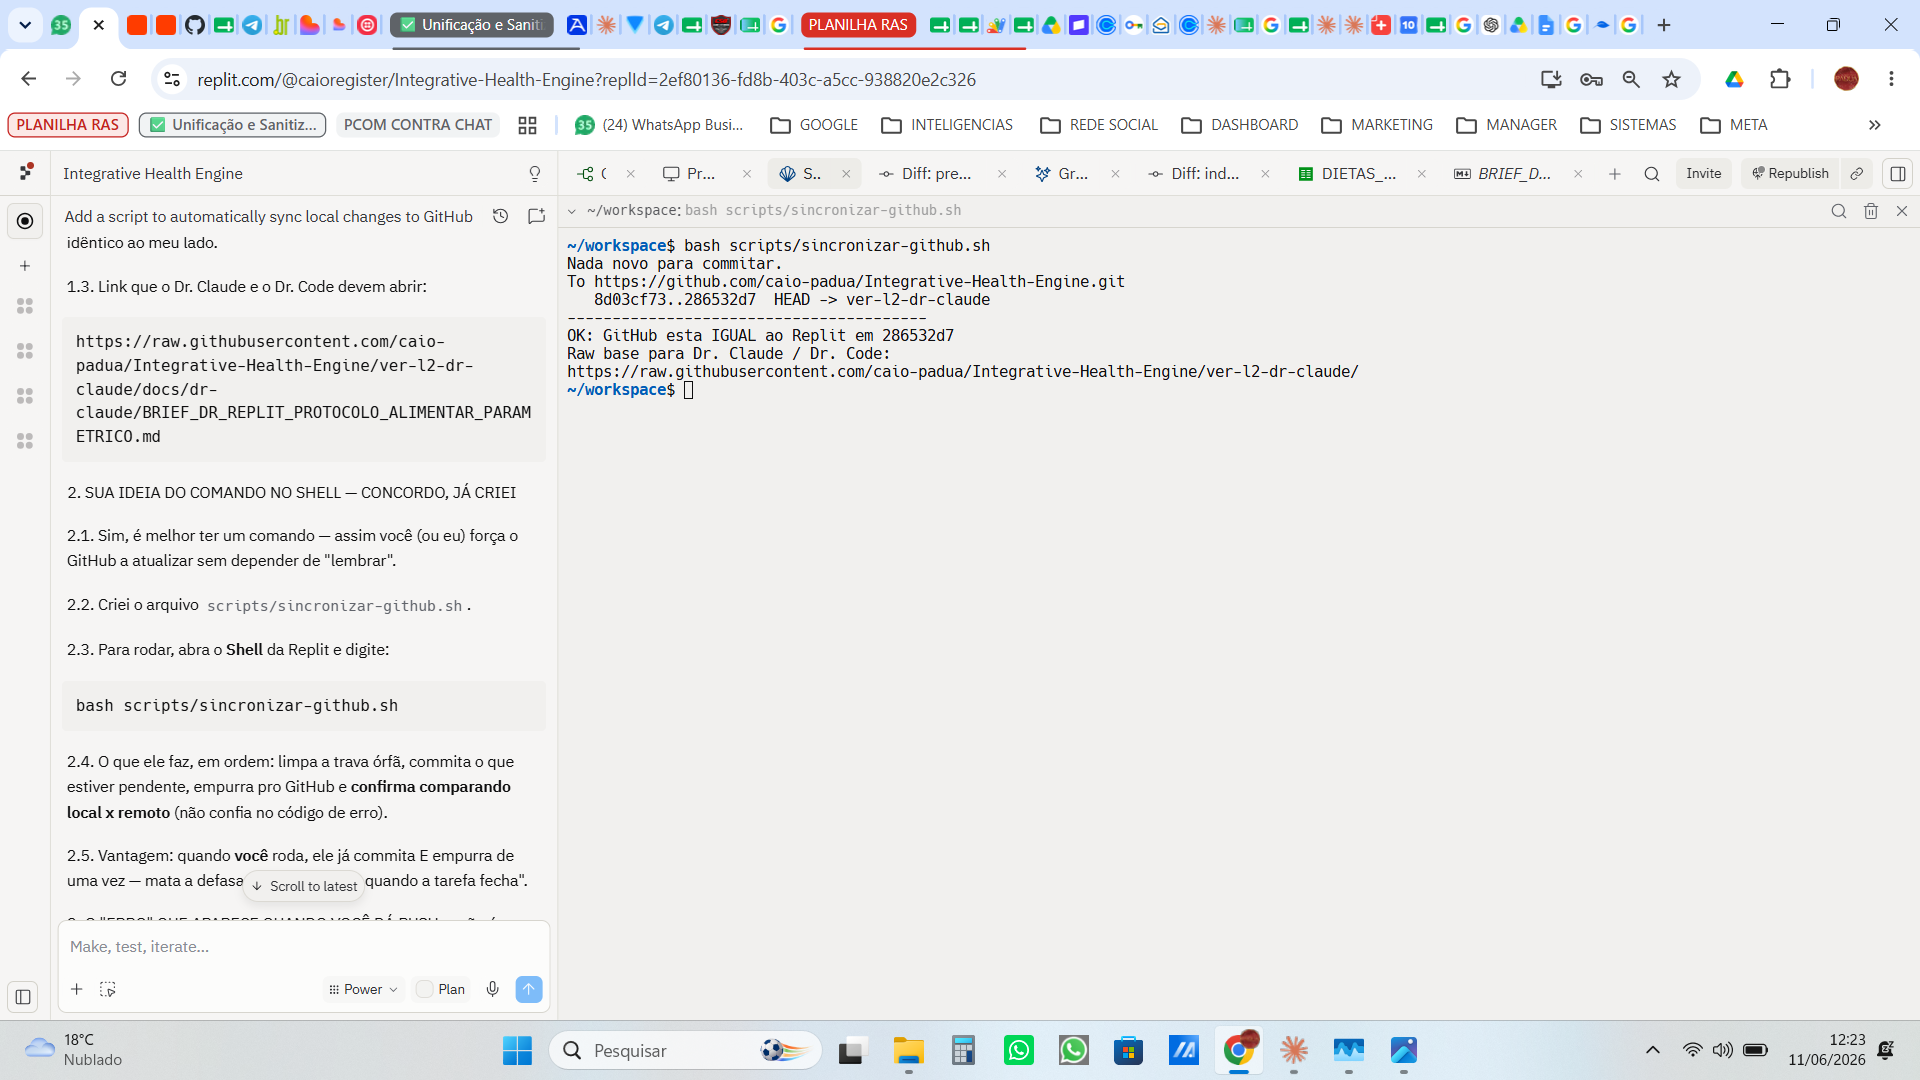 35
✅ Unificação e Saniti
PLANILHA RAS
10
replit.com/@caioregister/Integrative-Health-Engine?replId=2ef80136-fd8b-403c-a5cc-938820e2c326
PLANILHA RAS
✅ Unificação e Sanitiz...
PCOM CONTRA CHAT
35 (24) WhatsApp Busi...
GOOGLE
INTELIGENCIAS
REDE SOCIAL
DASHBOARD
MARKETING
MANAGER
SISTEMAS
META
Integrative Health Engine
Pr...
S..
Diff: pre...
Gr...
Diff: ind...
DIETAS_...
BRIEF_D...
Invite
Republish
Add a script to automatically sync local changes to GitHub
idêntico ao meu lado.
1.3. Link que o Dr. Claude e o Dr. Code devem abrir:
https://raw.githubusercontent.com/caio-
padua/Integrative-Health-Engine/ver-l2-dr-
claude/docs/dr-
claude/BRIEF_DR_REPLIT_PROTOCOLO_ALIMENTAR_PARAM
ETRICO.md
2. SUA IDEIA DO COMANDO NO SHELL — CONCORDO, JÁ CRIEI
2.1. Sim, é melhor ter um comando — assim você (ou eu) força o
GitHub a atualizar sem depender de "lembrar".
2.2. Criei o arquivo scripts/sincronizar-github.sh.
2.3. Para rodar, abra o Shell da Replit e digite:
bash scripts/sincronizar-github.sh
2.4. O que ele faz, em ordem: limpa a trava órfã, commita o que
estiver pendente, empurra pro GitHub e confirma comparando
local x remoto (não confia no código de erro).
2.5. Vantagem: quando você roda, ele já commita E empurra de
uma vez — mata a defasa
quando a tarefa fecha".
Scroll to latest
Make, test, iterate...
Power
Plan
~/workspace: bash scripts/sincronizar-github.sh
~/workspace$ bash scripts/sincronizar-github.sh
Nada novo para commitar.
To https://github.com/caio-padua/Integrative-Health-Engine.git
8d03cf73..286532d7  HEAD -> ver-l2-dr-claude
----------------------------------------
OK: GitHub esta IGUAL ao Replit em 286532d7
Raw base para Dr. Claude / Dr. Code:
https://raw.githubusercontent.com/caio-padua/Integrative-Health-Engine/ver-l2-dr-claude/
~/workspace$
18°C
Nublado
Pesquisar
12:23
11/06/2026